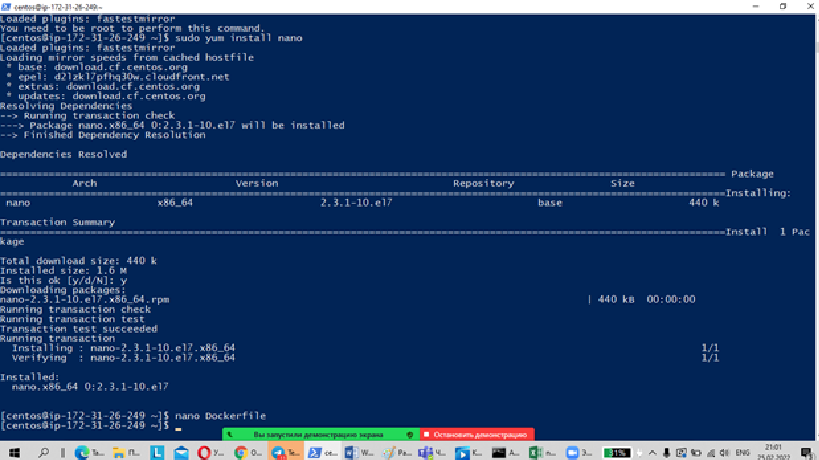 centos@ip-172-31-26-249:~
Loaded plugins: fastestmirror
You need to be root to perform this command.
[centos@ip-172-31-26-249 ~]$ sudo yum install nano
Loaded plugins: fastestmirror
Loading mirror speeds from cached hostfile
* base: download.cf.centos.org
* epel: d2lzkl7pfhq30w.cloudfront.net
* extras: download.cf.centos.org
* updates: download.cf.centos.org
Resolving Dependencies
--> Running transaction check
---> Package nano.x86_64 0:2.3.1-10.el7 will be installed
--> Finished Dependency Resolution
Dependencies Resolved
Package
Arch Version Repository Size
Installing:
nano x86_64 2.3.1-10.el7 base 440 k
Transaction Summary
Install 1 Pac
kage
Total download size: 440 k
Installed size: 1.6 M
Is this ok [y/d/N]: y
Downloading packages:
nano-2.3.1-10.el7.x86_64.rpm | 440 kB 00:00:00
Running transaction check
Running transaction test
Transaction test succeeded
Running transaction
Installing : nano-2.3.1-10.el7.x86_64 1/1
Verifying : nano-2.3.1-10.el7.x86_64 1/1
Installed:
nano.x86_64 0:2.3.1-10.el7
[centos@ip-172-31-26-249 ~]$ nano Dockerfile
[centos@ip-172-31-26-249 ~]$
Вы запустили демонстрацию экрана Остановить демонстрацию
31% ENG 21:01
25.02.2022